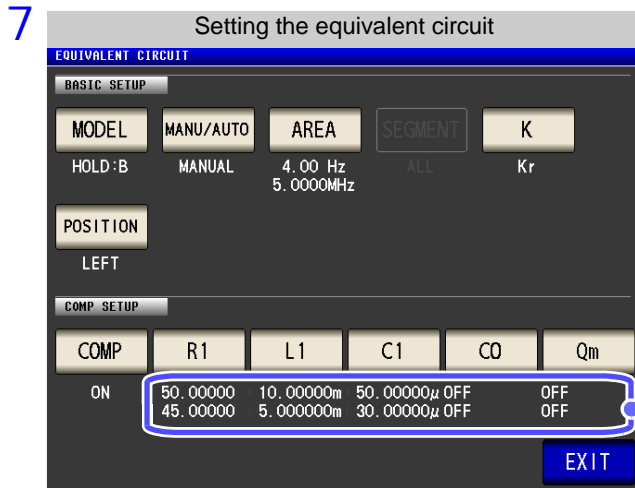 7
Setting the equivalent circuit
EQUIVALENT CIRCUIT
BASIC SETUP
MODEL MANU/AUTO AREA SEGMENT K
HOLD:B MANUAL 4.00 Hz ALL Kr
5.0000MHz
POSITION
LEFT
COMP SETUP
COMP R1 L1 C1 C0 Qm
ON 50.00000 10.00000m 50.00000μ OFF OFF
45.00000 5.000000m 30.00000μ OFF OFF
EXIT